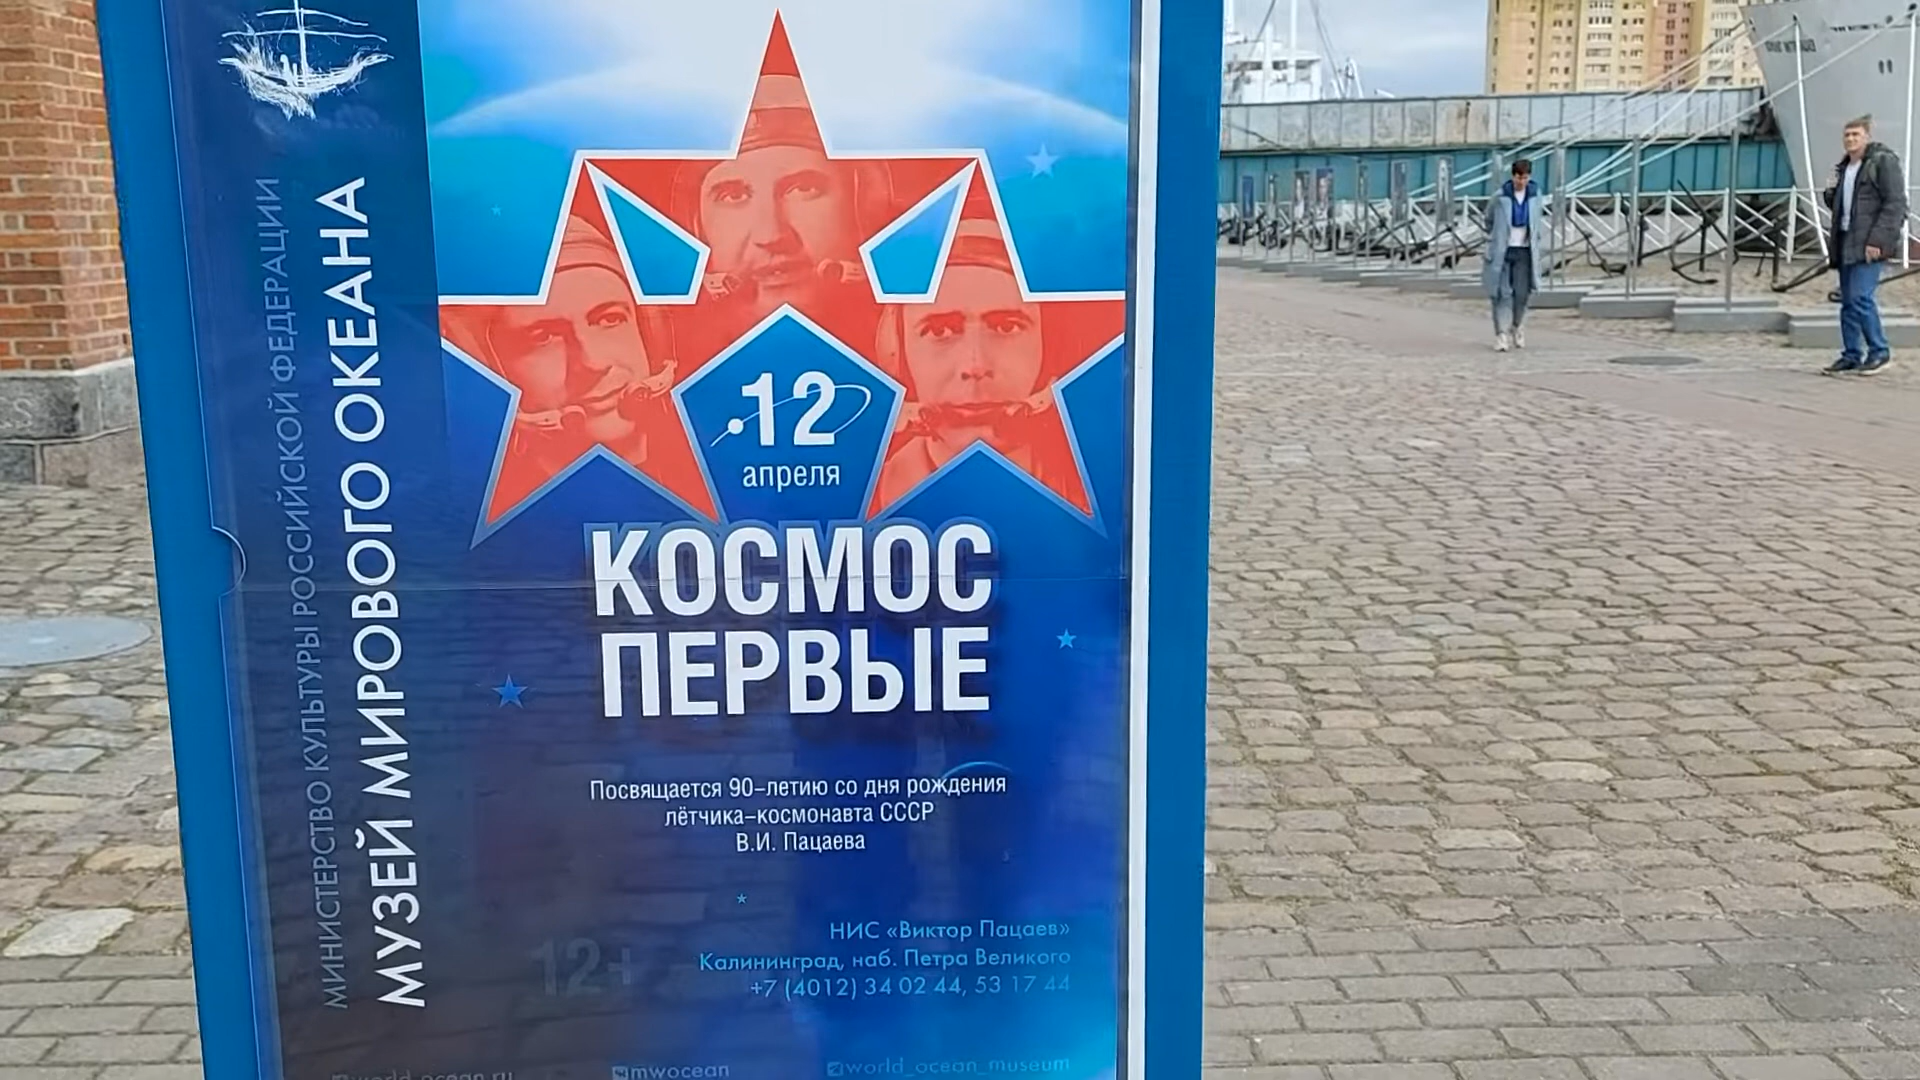 МИНИСТЕРСТВО КУЛЬТУРЫ РОССИЙСКОЙ ФЕДЕРАЦИИ
МУЗЕЙ МИРОВОГО ОКЕАНА
12
апреля
КОСМОС
ПЕРВЫЕ
Посвящается 90-летию со дня рождения
лётчика-космонавта СССР
В.И. Пацаева
12+
НИС «Виктор Пацаев»
Калининград, наб. Петра Великого
+7 (4012) 34 02 44, 53 17 44
world_ocean.ru
mwocean
world_ocean_museum